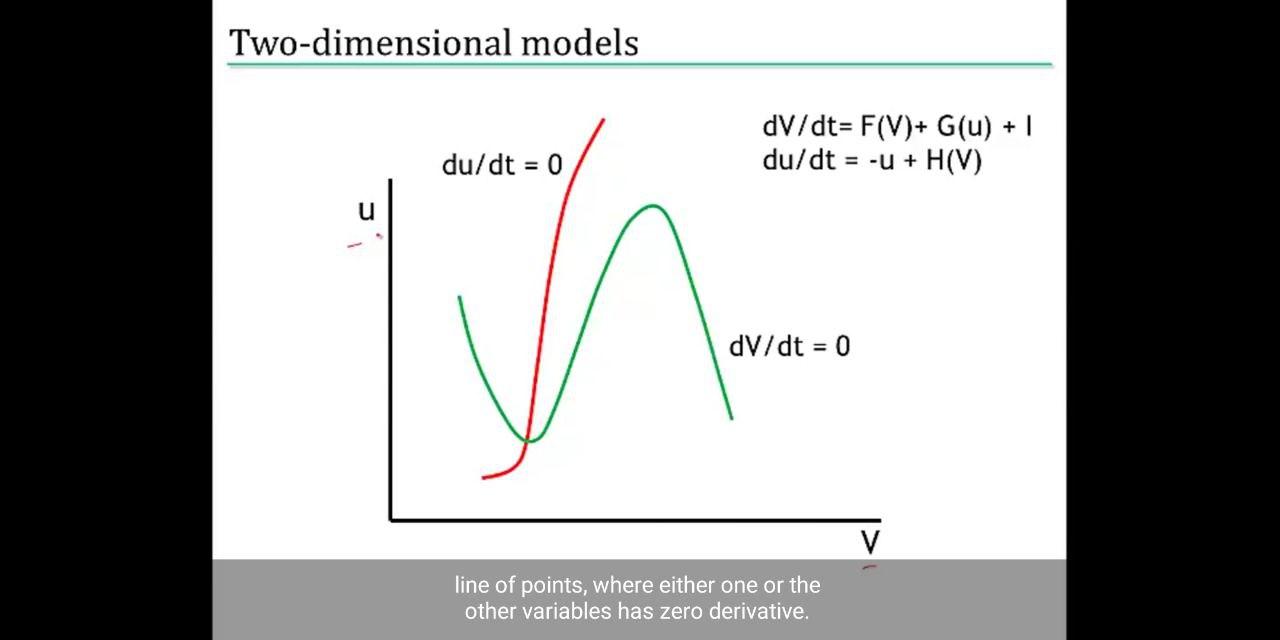 Two-dimensional models
dV/dt= F(V)+ G(u) + I
du/dt = -u + H(V)
du/dt = 0
u
dV/dt = 0
V
line of points, where either one or the
other variables has zero derivative.